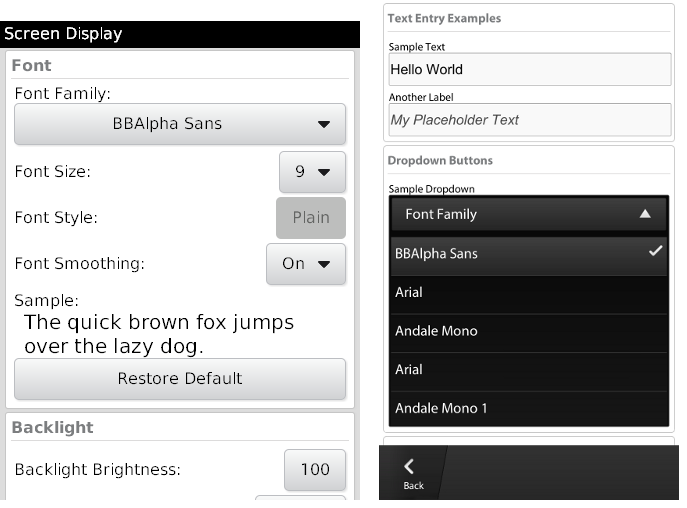 Screen Display
Font
Font Family:
BBAlpha Sans
Font Size:
9
Font Style:
Plain
Font Smoothing:
On
Sample:
The quick brown fox jumps
over the lazy dog.
Restore Default
Backlight
Backlight Brightness:
100
Text Entry Examples
Sample Text
Hello World
Another Label
My Placeholder Text
Dropdown Buttons
Sample Dropdown
Font Family
BBAlpha Sans
Arial
Andale Mono
Arial
Andale Mono 1
Back